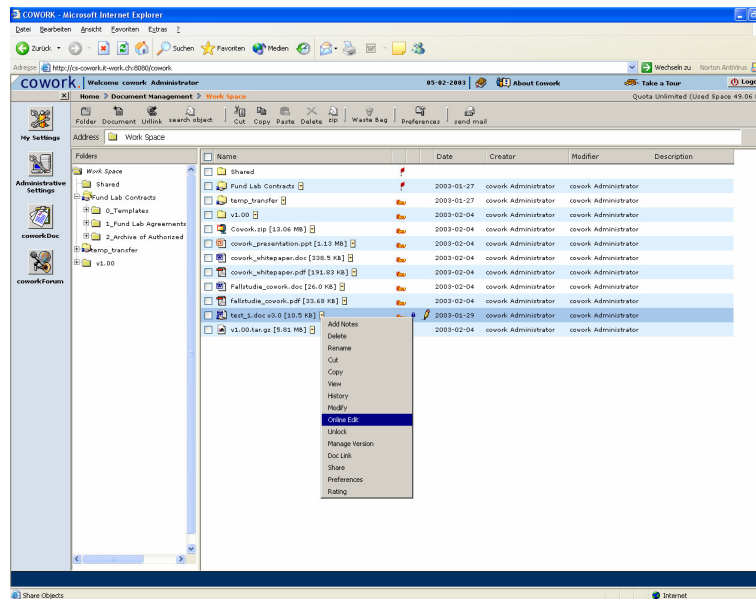 COWORK - Microsoft Internet Explorer
Datei Bearbeiten Ansicht Favoriten Extras ?
Zurück Suchen Favoriten Medien
Adresse http://cs-cowork.it-work.ch:8080/cowork Wechseln zu Norton AntiVirus
cowork. Welcome cowork Administrator 05-02-2003 About Cowork Take a Tour Logo
Home > Document Management > Work Space Quota Unlimited (Used Space 49.06
Folder Document Urllink search object Cut Copy Paste Delete zip Waste Bag Preferences send mail
My Settings
Address Work Space
Folders
Work Space
Shared
Fund Lab Contracts
0_Templates
1_Fund Lab Agreements
2_Archive of Authorized
temp_transfer
v1.00
Administrative Settings
coworkDoc
coworkForum
Name Date Creator Modifier Description
Shared
Fund Lab Contracts 2003-01-27 cowork Administrator cowork Administrator
temp_transfer 2003-01-27 cowork Administrator cowork Administrator
v1.00 2003-02-04 cowork Administrator cowork Administrator
Cowork.zip [13.06 MB] 2003-02-04 cowork Administrator cowork Administrator
cowork_presentation.ppt [1.13 MB] 2003-02-04 cowork Administrator cowork Administrator
cowork_whitepaper.doc [338.5 KB] 2003-02-04 cowork Administrator cowork Administrator
cowork_whitepaper.pdf [191.83 KB] 2003-02-04 cowork Administrator cowork Administrator
Fallstudie_cowork.doc [26.0 KB] 2003-02-04 cowork Administrator cowork Administrator
fallstudie_cowork.pdf [33.68 KB] 2003-02-04 cowork Administrator cowork Administrator
test_1.doc v3.0 [10.5 KB] 2003-01-29 cowork Administrator cowork Administrator
v1.00.tar.gz [5.81 MB] 2003-02-04 cowork Administrator cowork Administrator
Add Notes
Delete
Rename
Cut
Copy
View
History
Modify
Online Edit
Unlock
Manage Version
Doc Link
Share
Preferences
Rating
Share Objects Internet